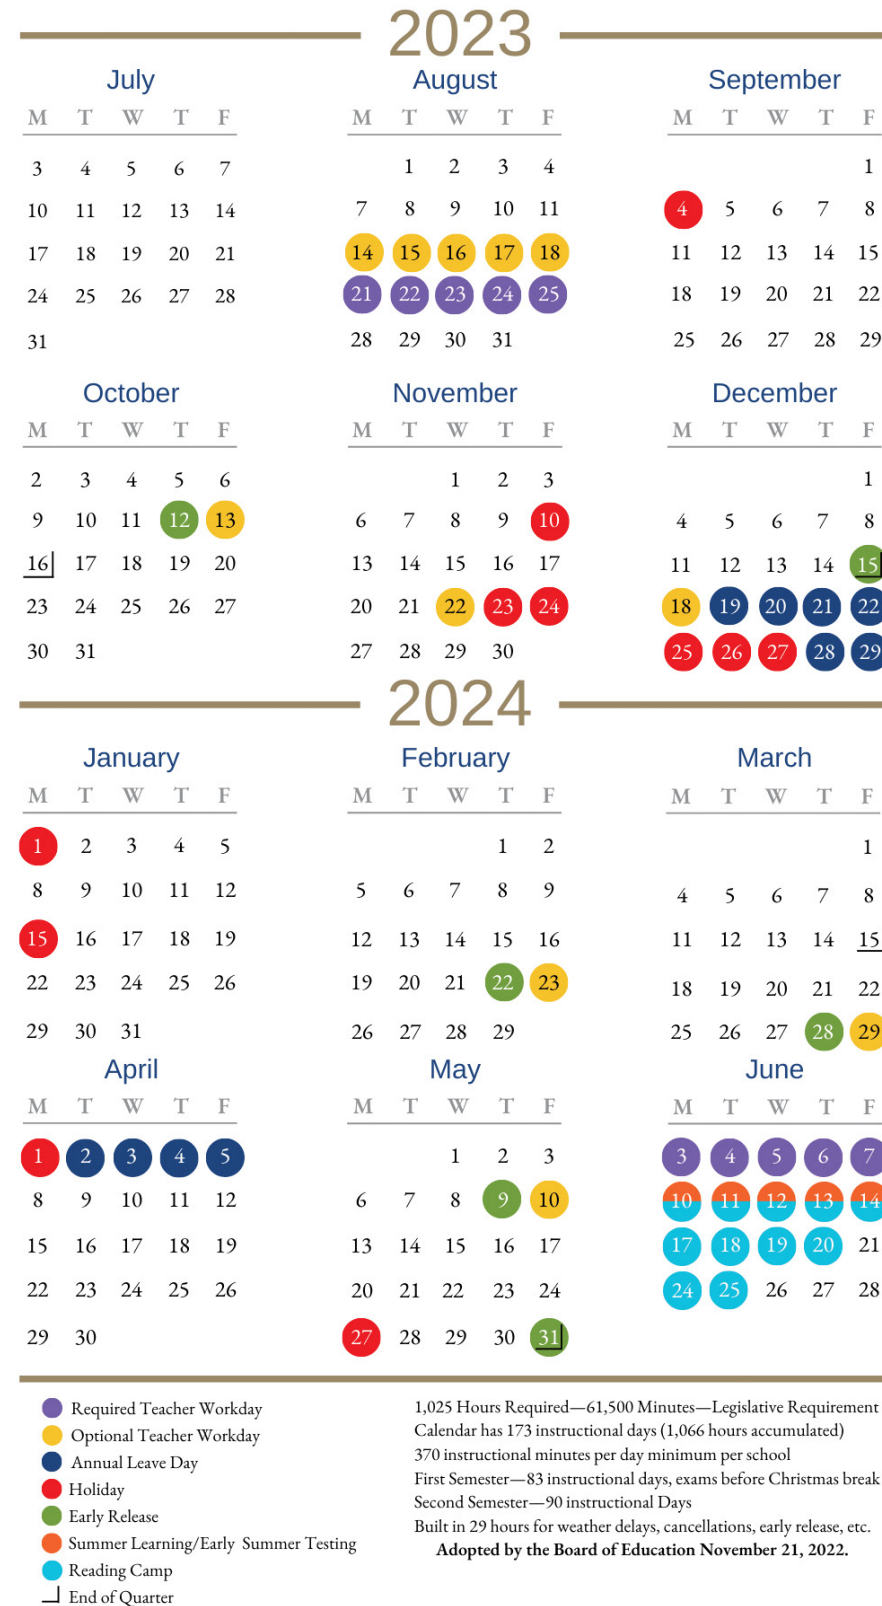 2023
July August September
M T W T F M T W T F M T W T F
3 4 5 6 7 1 2 3 4 1
10 11 12 13 14 7 8 9 10 11 4 5 6 7 8
17 18 19 20 21 14 15 16 17 18 11 12 13 14 15
24 25 26 27 28 21 22 23 24 25 18 19 20 21 22
31 28 29 30 31 25 26 27 28 29
October November December
M T W T F M T W T F M T W T F
2 3 4 5 6 1 2 3 1
9 10 11 12 13 6 7 8 9 10 4 5 6 7 8
16 17 18 19 20 13 14 15 16 17 11 12 13 14 15
23 24 25 26 27 20 21 22 23 24 18 19 20 21 22
30 31 27 28 29 30 25 26 27 28 29
2024
January February March
M T W T F M T W T F M T W T F
1 2 3 4 5 1 2 1
8 9 10 11 12 5 6 7 8 9 4 5 6 7 8
15 16 17 18 19 12 13 14 15 16 11 12 13 14 15
22 23 24 25 26 19 20 21 22 23 18 19 20 21 22
29 30 31 26 27 28 29 25 26 27 28 29
April May June
M T W T F M T W T F M T W T F
1 2 3 4 5 1 2 3 3 4 5 6 7
8 9 10 11 12 6 7 8 9 10 10 11 12 13 14
15 16 17 18 19 13 14 15 16 17 17 18 19 20 21
22 23 24 25 26 20 21 22 23 24 24 25 26 27 28
29 30 27 28 29 30 31
Required Teacher Workday
Optional Teacher Workday
Annual Leave Day
Holiday
Early Release
Summer Learning/Early Summer Testing
Reading Camp
End of Quarter
1,025 Hours Required—61,500 Minutes—Legislative Requirement
Calendar has 173 instructional days (1,066 hours accumulated)
370 instructional minutes per day minimum per school
First Semester—83 instructional days, exams before Christmas break
Second Semester—90 instructional Days
Built in 29 hours for weather delays, cancellations, early release, etc.
Adopted by the Board of Education November 21, 2022.